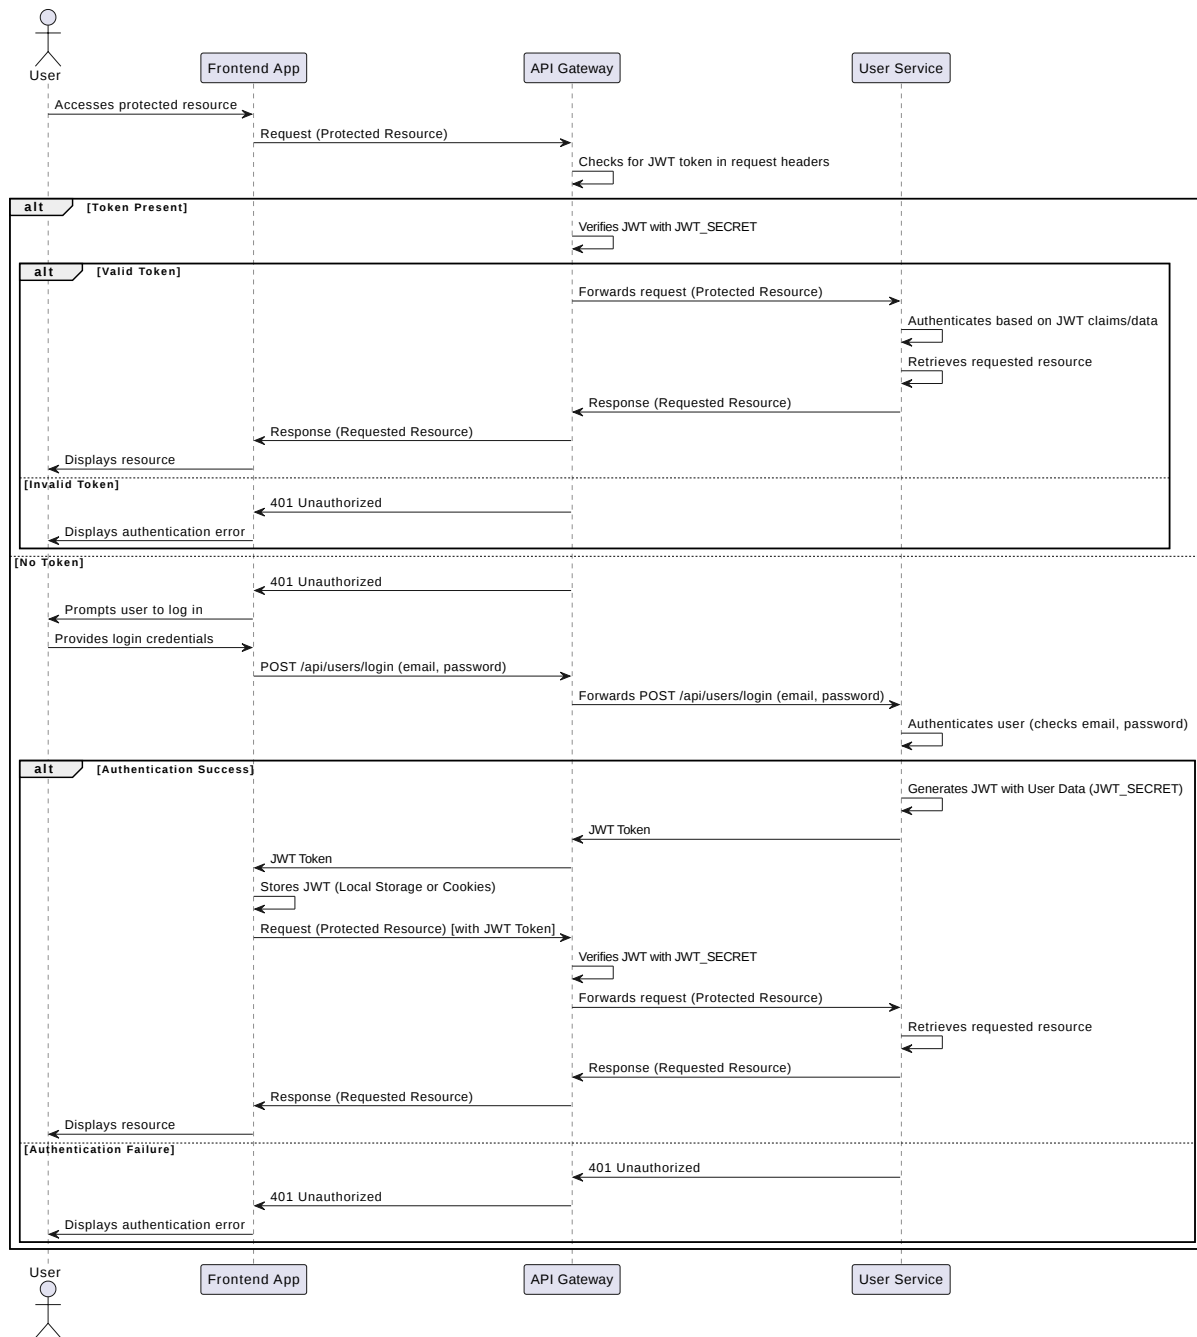 User
Frontend App
API Gateway
User Service
Accesses protected resource
Request (Protected Resource)
Checks for JWT token in request headers
alt
[Token Present]
Verifies JWT with JWT_SECRET
alt
[Valid Token]
Forwards request (Protected Resource)
Authenticates based on JWT claims/data
Retrieves requested resource
Response (Requested Resource)
Response (Requested Resource)
Displays resource
[Invalid Token]
401 Unauthorized
Displays authentication error
[No Token]
401 Unauthorized
Prompts user to log in
Provides login credentials
POST /api/users/login (email, password)
Forwards POST /api/users/login (email, password)
Authenticates user (checks email, password)
alt
[Authentication Success]
Generates JWT with User Data (JWT_SECRET)
JWT Token
JWT Token
Stores JWT (Local Storage or Cookies)
Request (Protected Resource) [with JWT Token]
Verifies JWT with JWT_SECRET
Forwards request (Protected Resource)
Retrieves requested resource
Response (Requested Resource)
Response (Requested Resource)
Displays resource
[Authentication Failure]
401 Unauthorized
401 Unauthorized
Displays authentication error
User
Frontend App
API Gateway
User Service